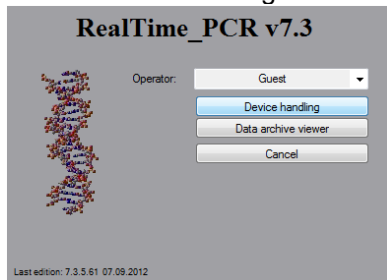 RealTime_PCR v7.3
Operator: Guest
Device handling
Data archive viewer
Cancel
Last edition: 7.3.5.61 07.09.2012